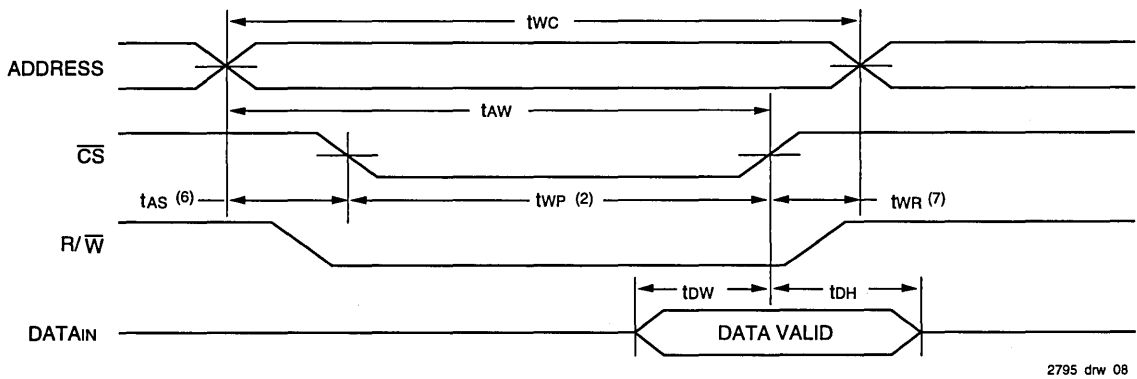 tWC
ADDRESS
tAW
CS
tAS (6)
tWP (2)
tWR (7)
R/W
tDW
tDH
DATAIN
DATA VALID
2795 drw 08